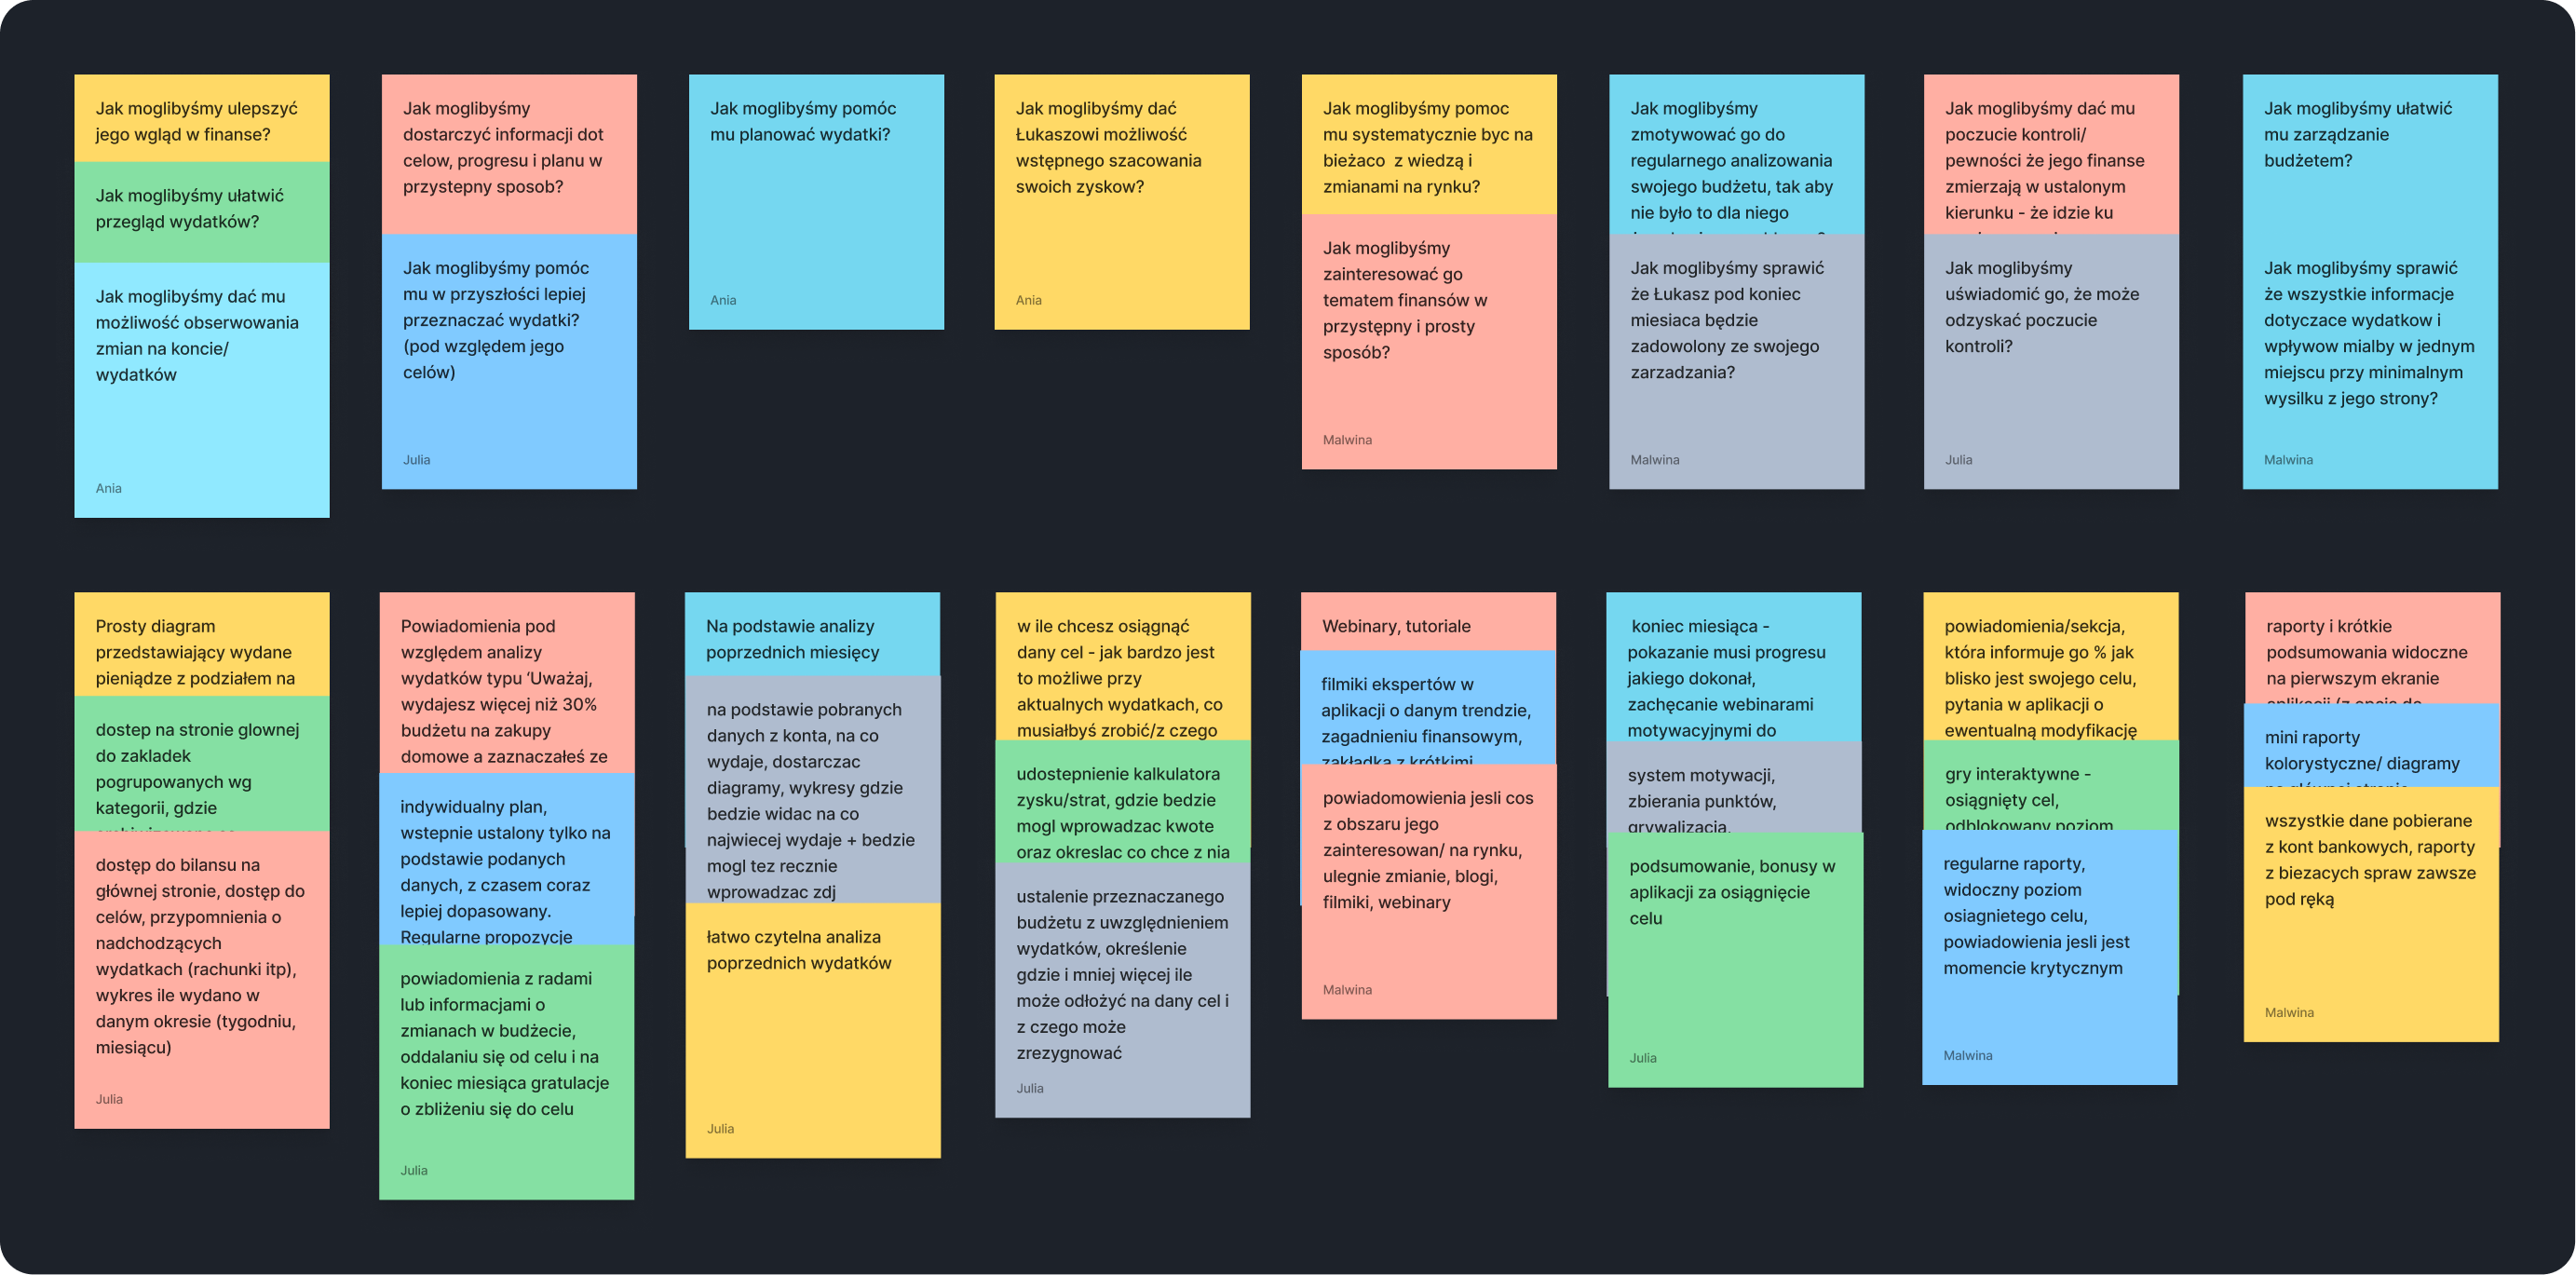 Jak moglibyśmy ulepszyć
jego wgląd w finanse?
Jak moglibyśmy ułatwić
przegląd wydatków?
Jak moglibyśmy dać mu
możliwość obserwowania
zmian na koncie/
wydatków
Ania
Jak moglibyśmy
dostarczyć informacji dot
celow, progresu i planu w
przystepny sposob?
Jak moglibyśmy pomóc
mu w przyszłości lepiej
przeznaczać wydatki?
(pod względem jego
celów)
Julia
Jak moglibyśmy pomóc
mu planować wydatki?
Ania
Jak moglibyśmy dać
Łukaszowi możliwość
wstępnego szacowania
swoich zyskow?
Ania
Jak moglibyśmy pomoc
mu systematycznie byc na
bieżaco  z wiedzą i
zmianami na rynku?
Jak moglibyśmy
zainteresować go
tematem finansów w
przystępny i prosty
sposób?
Malwina
Jak moglibyśmy
zmotywować go do
regularnego analizowania
swojego budżetu, tak aby
nie było to dla niego
Jak moglibyśmy sprawić
że Łukasz pod koniec
miesiaca będzie
zadowolony ze swojego
zarzadzania?
Malwina
Jak moglibyśmy dać mu
poczucie kontroli/
pewności że jego finanse
zmierzają w ustalonym
kierunku - że idzie ku
Jak moglibyśmy
uświadomić go, że może
odzyskać poczucie
kontroli?
Julia
Jak moglibyśmy ułatwić
mu zarządzanie
budżetem?
Jak moglibyśmy sprawić
że wszystkie informacje
dotyczace wydatkow i
wpływow mialby w jednym
miejscu przy minimalnym
wysilku z jego strony?
Malwina
Prosty diagram
przedstawiający wydane
pieniądze z podziałem na
dostep na stronie glownej
do zakladek
pogrupowanych wg
kategorii, gdzie
dostęp do bilansu na
głównej stronie, dostęp do
celów, przypomnienia o
nadchodzących
wydatkach (rachunki itp),
wykres ile wydano w
danym okresie (tygodniu,
miesiącu)
Julia
Powiadomienia pod
względem analizy
wydatków typu ‘Uważaj,
wydajesz więcej niż 30%
budżetu na zakupy
domowe a zaznaczałeś ze
indywidualny plan,
wstepnie ustalony tylko na
podstawie podanych
danych, z czasem coraz
lepiej dopasowany.
Regularne propozycje
powiadomienia z radami
lub informacjami o
zmianach w budżecie,
oddalaniu się od celu i na
koniec miesiąca gratulacje
o zbliżeniu się do celu
Julia
Na podstawie analizy
poprzednich miesięcy
na podstawie pobranych
danych z konta, na co
wydaje, dostarczac
diagramy, wykresy gdzie
bedzie widac na co
najwiecej wydaje + bedzie
mogl tez recznie
wprowadzac zdj
łatwo czytelna analiza
poprzednich wydatków
Julia
w ile chcesz osiągnąć
dany cel - jak bardzo jest
to możliwe przy
aktualnych wydatkach, co
musiałbyś zrobić/z czego
udostepnienie kalkulatora
zysku/strat, gdzie bedzie
mogl wprowadzac kwote
oraz okreslac co chce z nia
ustalenie przeznaczanego
budżetu z uwzględnieniem
wydatków, określenie
gdzie i mniej więcej ile
może odłożyć na dany cel i
z czego może
zrezygnować
Julia
Webinary, tutoriale
filmiki ekspertów w
aplikacji o danym trendzie,
zagadnieniu finansowym,
zakładka z krótkimi
powiadomowienia jesli cos
z obszaru jego
zainteresowan/ na rynku,
ulegnie zmianie, blogi,
filmiki, webinary
Malwina
koniec miesiąca -
pokazanie musi progresu
jakiego dokonał,
zachęcanie webinarami
motywacyjnymi do
system motywacji,
zbierania punktów,
grywalizacja,
podsumowanie, bonusy w
aplikacji za osiągnięcie
celu
Julia
powiadomienia/sekcja,
która informuje go % jak
blisko jest swojego celu,
pytania w aplikacji o
ewentualną modyfikację
gry interaktywne -
osiągnięty cel,
odblokowany poziom
regularne raporty,
widoczny poziom
osiagnietego celu,
powiadowienia jesli jest
momencie krytycznym
Malwina
raporty i krótkie
podsumowania widoczne
na pierwszym ekranie
mini raporty
kolorystyczne/ diagramy
wszystkie dane pobierane
z kont bankowych, raporty
z biezacych spraw zawsze
pod ręką
Malwina